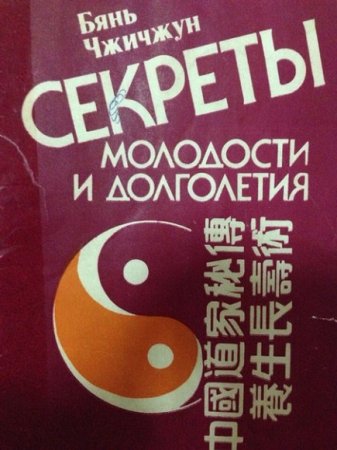 Бянь
Чжичжун
СЕКРЕТЫ
МОЛОДОСТИ
И ДОЛГОЛЕТИЯ
中國道家秘傳
養生長壽術